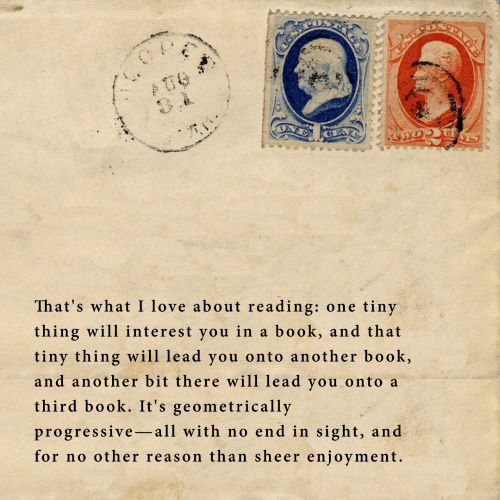 AUG
31
U.S. POSTAGE
ONE 1 CENT
TWO 2 CENTS
That's what I love about reading: one tiny
thing will interest you in a book, and that
tiny thing will lead you onto another book,
and another bit there will lead you onto a
third book. It's geometrically
progressive—all with no end in sight, and
for no other reason than sheer enjoyment.